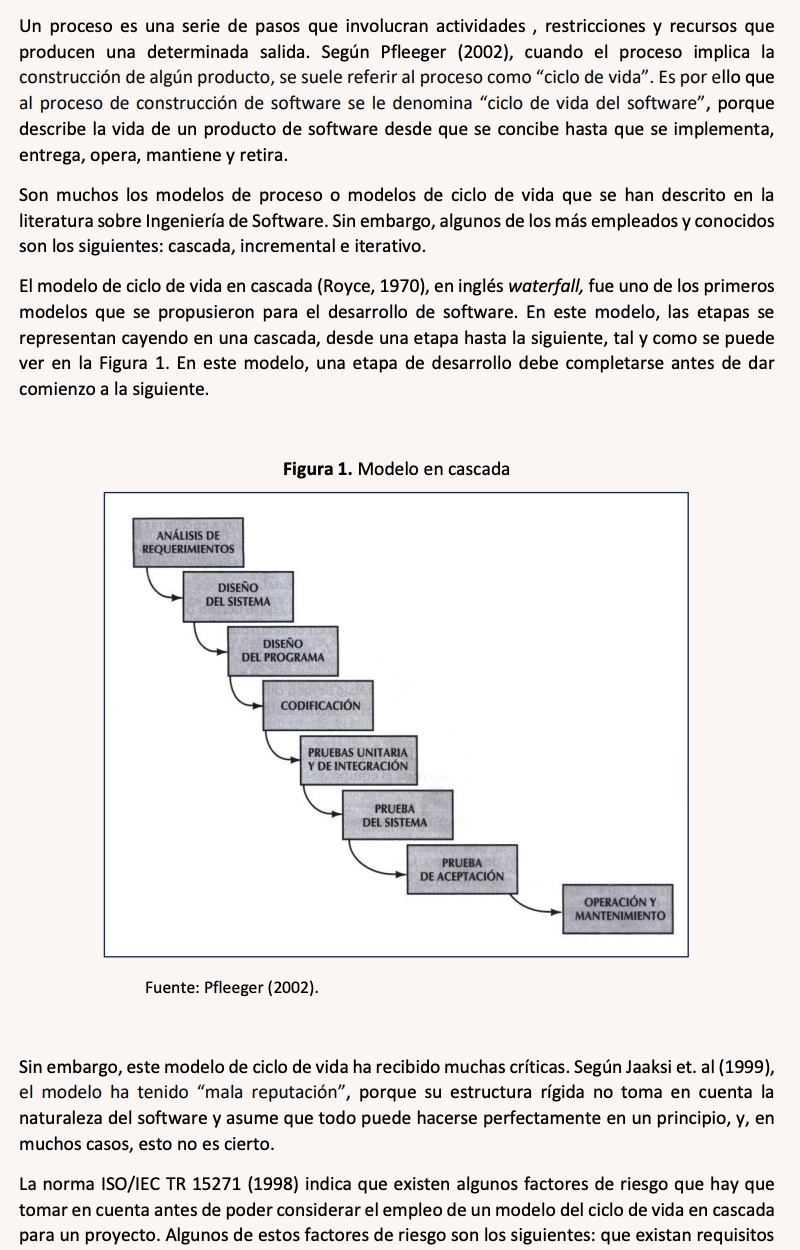 Un proceso es una serie de pasos que involucran actividades , restricciones y recursos que
producen una determinada salida. Según Pfleeger (2002), cuando el proceso implica la
construcción de algún producto, se suele referir al proceso como “ciclo de vida”. Es por ello que
al proceso de construcción de software se le denomina “ciclo de vida del software”, porque
describe la vida de un producto de software desde que se concibe hasta que se implementa,
entrega, opera, mantiene y retira.
Son muchos los modelos de proceso o modelos de ciclo de vida que se han descrito en la
literatura sobre Ingeniería de Software. Sin embargo, algunos de los más empleados y conocidos
son los siguientes: cascada, incremental e iterativo.
El modelo de ciclo de vida en cascada (Royce, 1970), en inglés waterfall, fue uno de los primeros
modelos que se propusieron para el desarrollo de software. En este modelo, las etapas se
representan cayendo en una cascada, desde una etapa hasta la siguiente, tal y como se puede
ver en la Figura 1. En este modelo, una etapa de desarrollo debe completarse antes de dar
comienzo a la siguiente.
Figura 1. Modelo en cascada
ANÁLISIS DE
REQUERIMIENTOS
DISEÑO
DEL SISTEMA
DISEÑO
DEL PROGRAMA
CODIFICACIÓN
PRUEBAS UNITARIA
Y DE INTEGRACIÓN
PRUEBA
DEL SISTEMA
PRUEBA
DE ACEPTACIÓN
OPERACIÓN Y
MANTENIMIENTO
Fuente: Pfleeger (2002).
Sin embargo, este modelo de ciclo de vida ha recibido muchas críticas. Según Jaaksi et. al (1999),
el modelo ha tenido “mala reputación”, porque su estructura rígida no toma en cuenta la
naturaleza del software y asume que todo puede hacerse perfectamente en un principio, y, en
muchos casos, esto no es cierto.
La norma ISO/IEC TR 15271 (1998) indica que existen algunos factores de riesgo que hay que
tomar en cuenta antes de poder considerar el empleo de un modelo del ciclo de vida en cascada
para un proyecto. Algunos de estos factores de riesgo son los siguientes: que existan requisitos